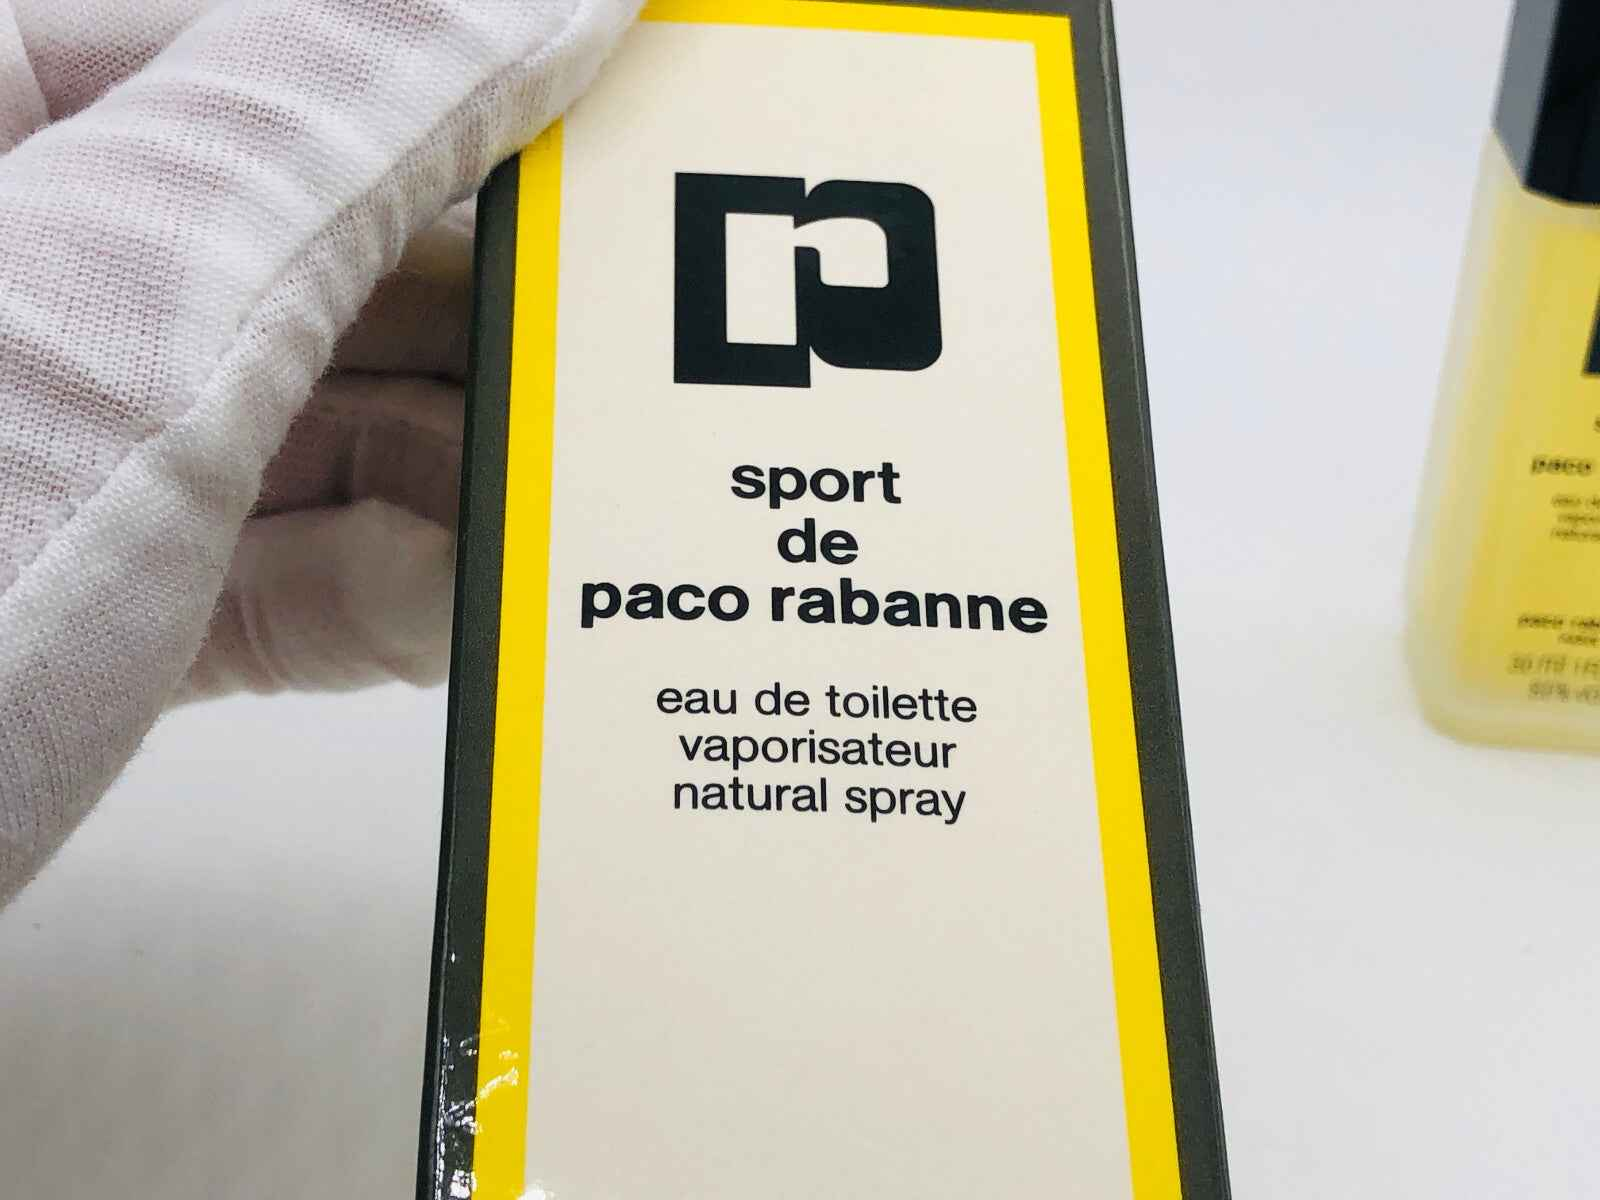 sport
de
paco rabanne
eau de toilette
vaporisateur
natural spray
paco